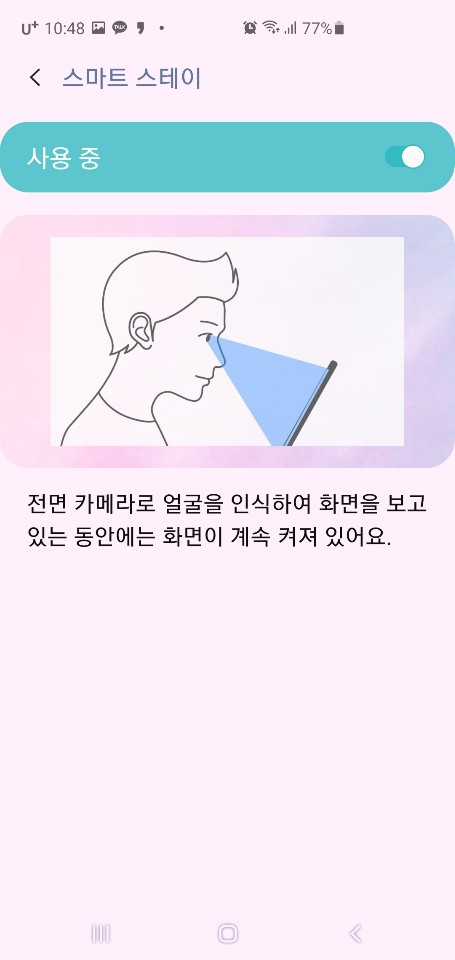 U+ 10:48 TALK 77%
스마트 스테이
사용 중
전면 카메라로 얼굴을 인식하여 화면을 보고
있는 동안에는 화면이 계속 켜져 있어요.